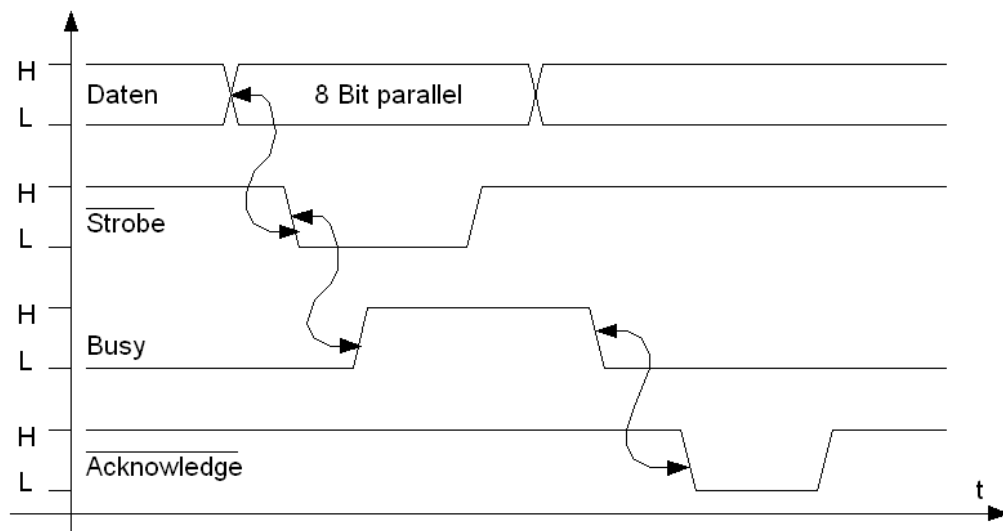 H
Daten
8 Bit parallel
L
H
Strobe
L
H
Busy
L
H
Acknowledge
L
t